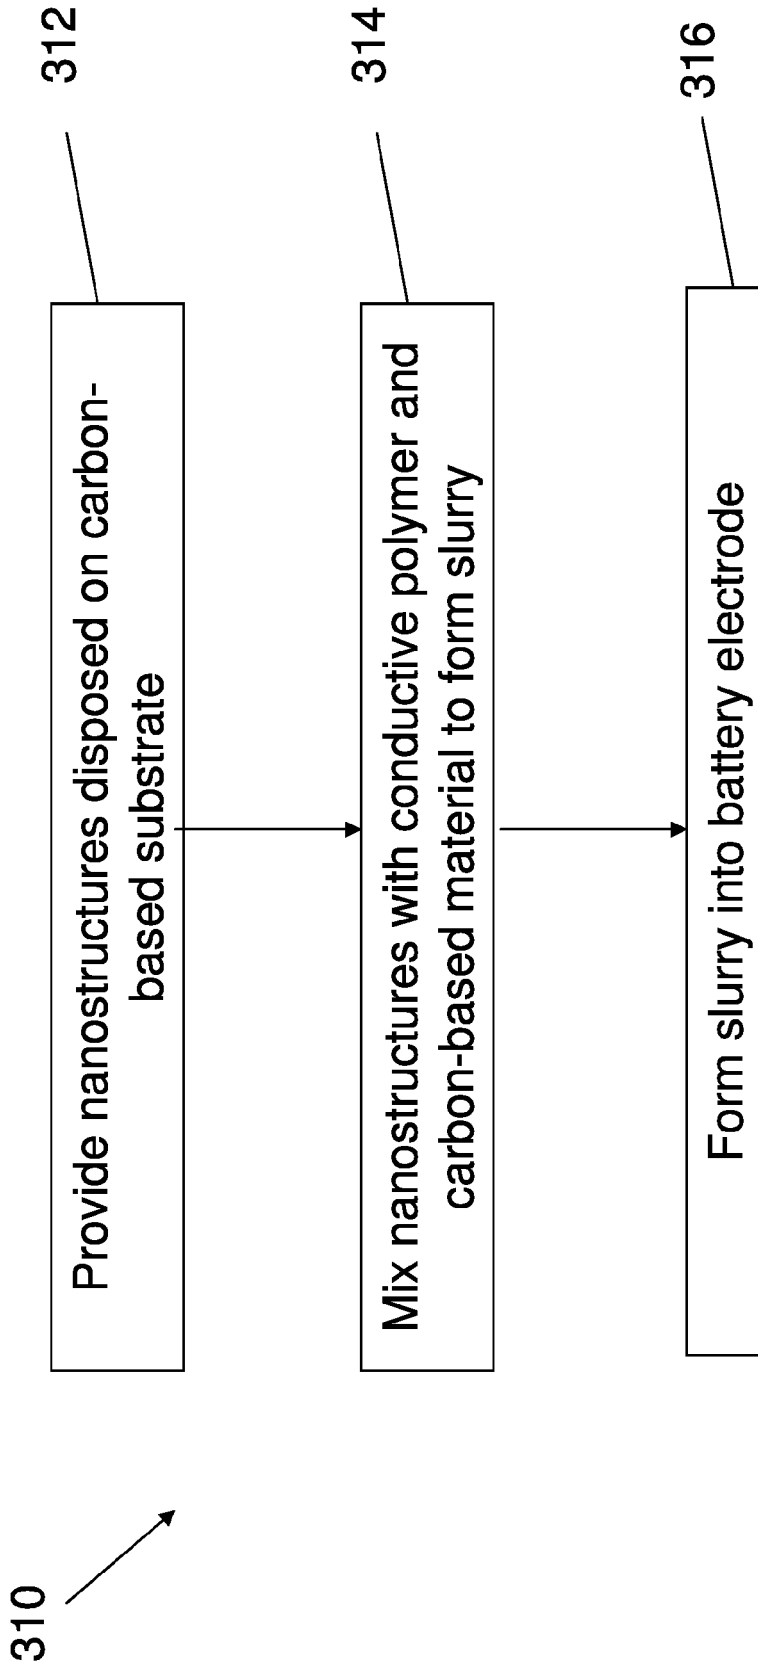 310
312
Provide nanostructures disposed on carbon-
based substrate
314
Mix nanostructures with conductive polymer and
carbon-based material to form slurry
316
Form slurry into battery electrode